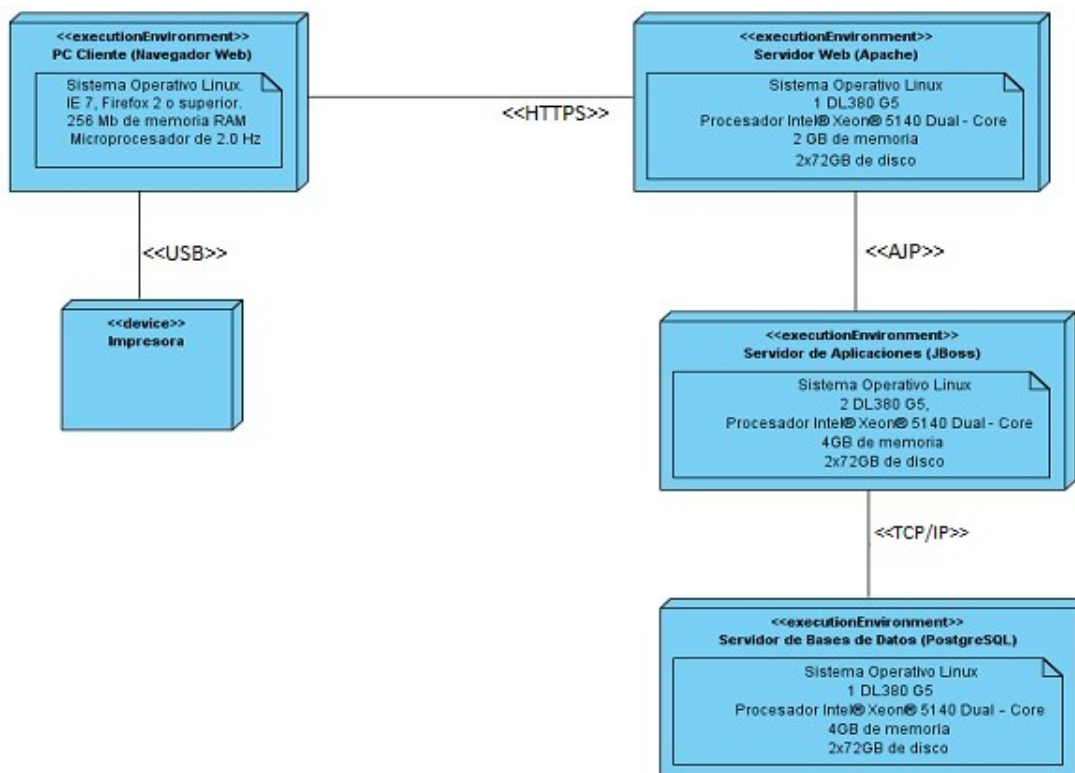 <<executionEnvironment>>
PC Cliente (Navegador Web)
Sistema Operativo Linux.
IE 7, Firefox 2 o superior.
256 Mb de memoria RAM
Microprocesador de 2.0 Hz
<<HTTPS>>
<<executionEnvironment>>
Servidor Web (Apache)
Sistema Operativo Linux
1 DL380 G5
Procesador Intel® Xeon® 5140 Dual - Core
2 GB de memoria
2x72GB de disco
<<USB>>
<<device>>
Impresora
<<AJP>>
<<executionEnvironment>>
Servidor de Aplicaciones (JBoss)
Sistema Operativo Linux
2 DL380 G5,
Procesador Intel® Xeon® 5140 Dual - Core
4GB de memoria
2x72GB de disco
<<TCP/IP>>
<<executionEnvironment>>
Servidor de Bases de Datos (PostgreSQL)
Sistema Operativo Linux
1 DL380 G5
Procesador Intel® Xeon® 5140 Dual - Core
4GB de memoria
2x72GB de disco